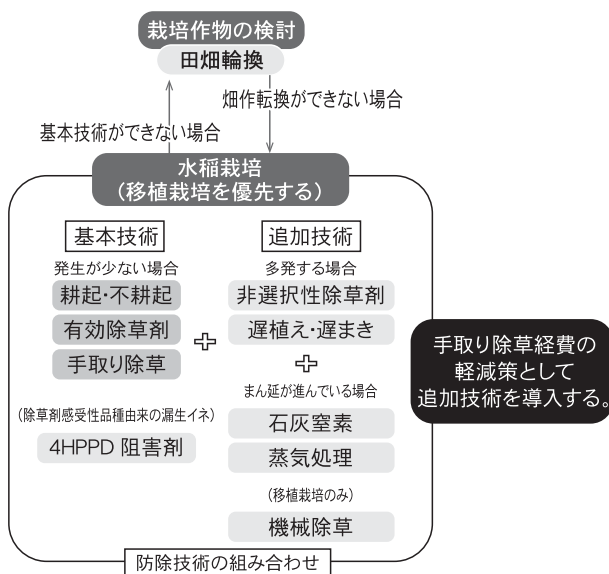 栽培作物の検討
田畑輪換
畑作転換ができない場合
基本技術ができない場合
水稲栽培
(移植栽培を優先する)
基本技術
発生が少ない場合
耕起・不耕起
有効除草剤
手取り除草
(除草剤感受性品種由来の漏生イネ)
4HPPD 阻害剤
追加技術
多発する場合
非選択性除草剤
遅植え・遅まき
まん延が進んでいる場合
石灰窒素
蒸気処理
(移植栽培のみ)
機械除草
手取り除草経費の
軽減策として
追加技術を導入する。
防除技術の組み合わせ